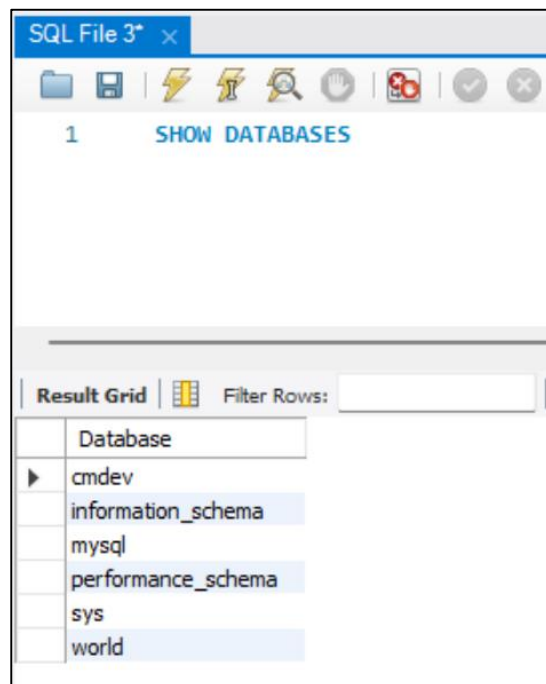 SQL File 3*
1 SHOW DATABASES
Result Grid Filter Rows:
Database
cmdev
information_schema
mysql
performance_schema
sys
world